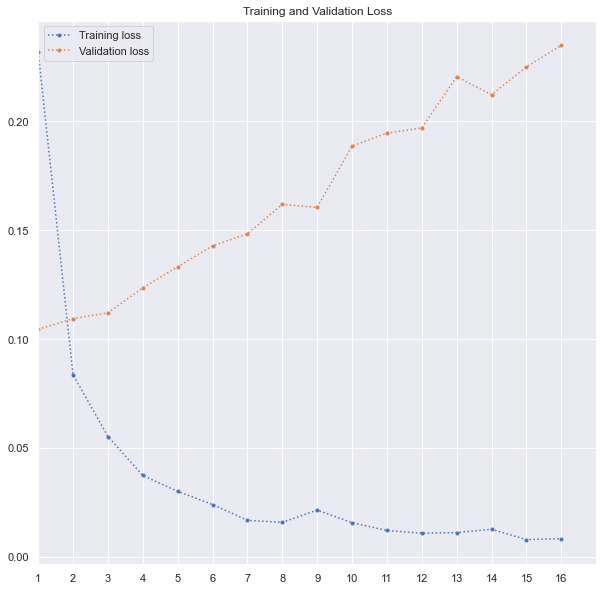 Training and Validation Loss
Training loss
Validation loss
0.20
0.15
0.10
0.05
0.00
1 2 3 4 5 6 7 8 9 10 11 12 13 14 15 16